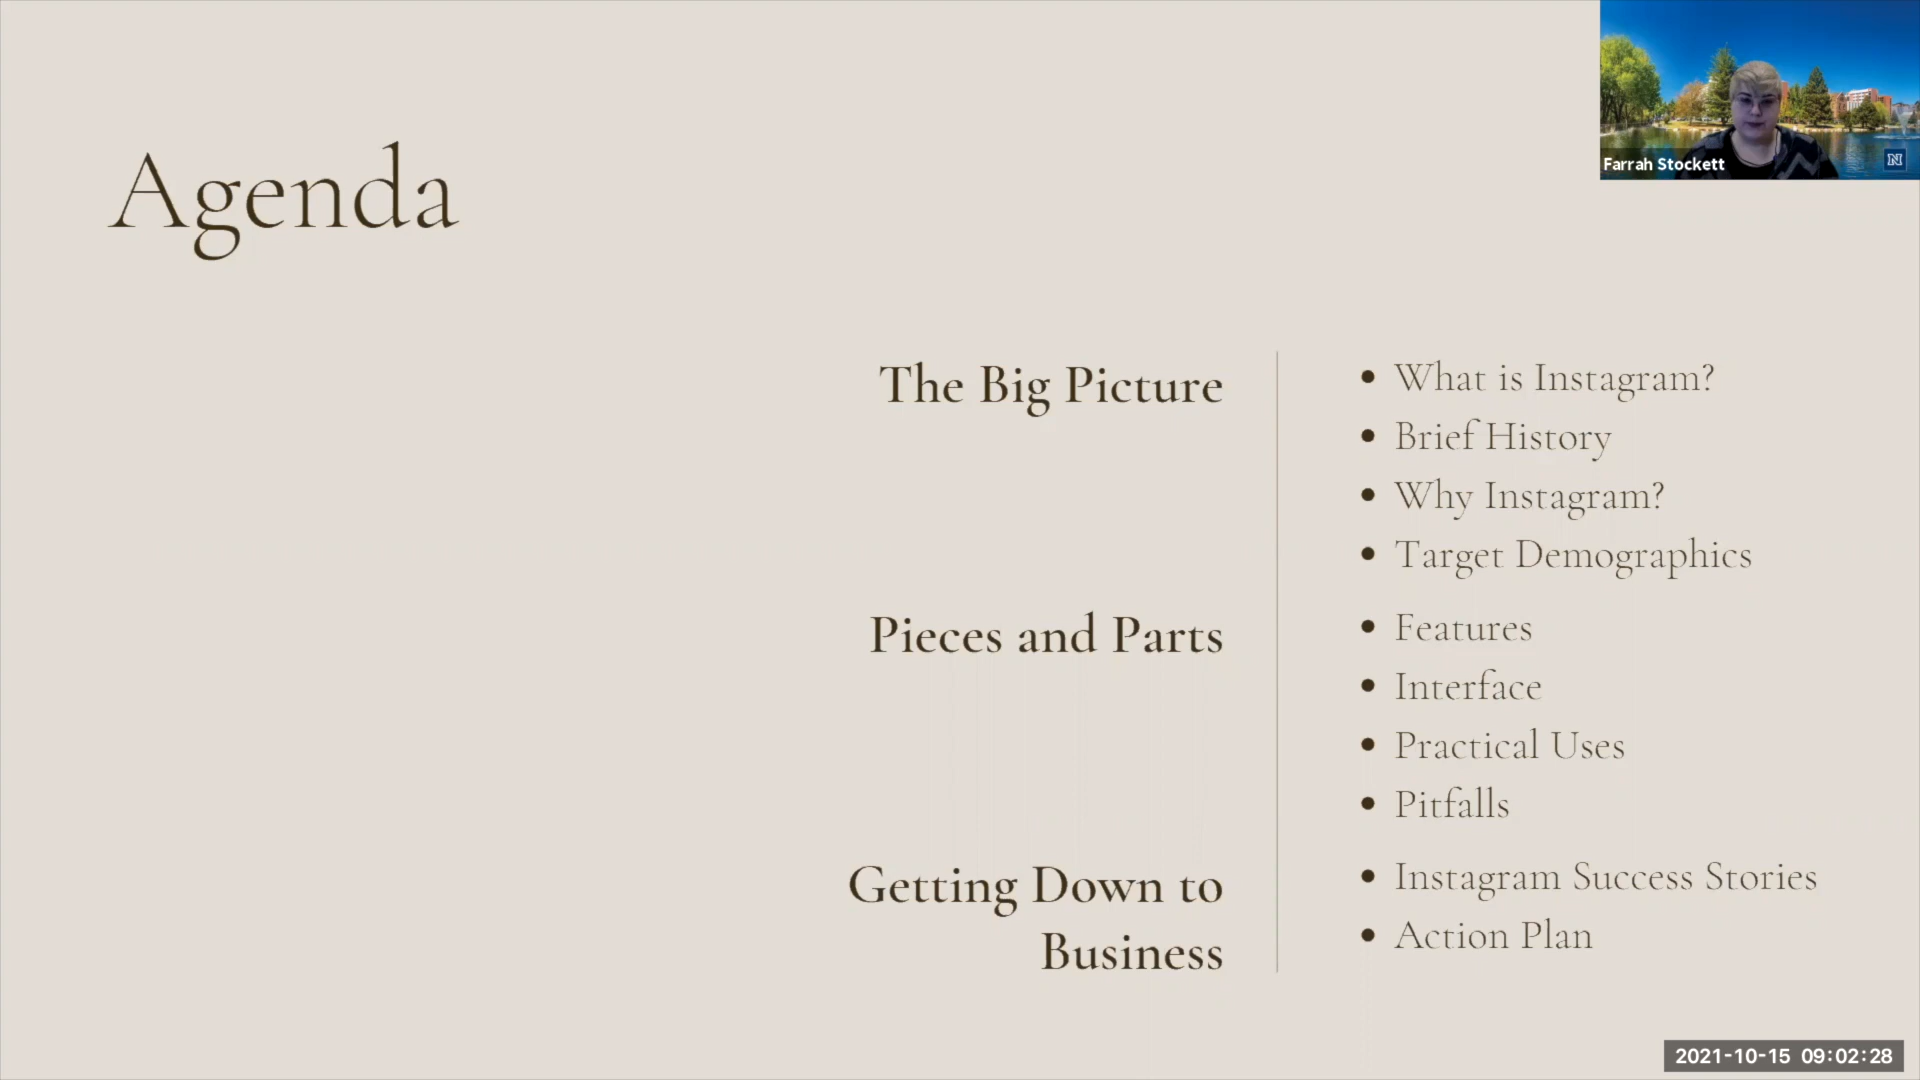 Agenda
Farrah Stockett
N
The Big Picture
• What is Instagram?
• Brief History
• Why Instagram?
• Target Demographics
Pieces and Parts
• Features
• Interface
• Practical Uses
• Pitfalls
Getting Down to
Business
• Instagram Success Stories
• Action Plan
2021-10-15 09:02:28